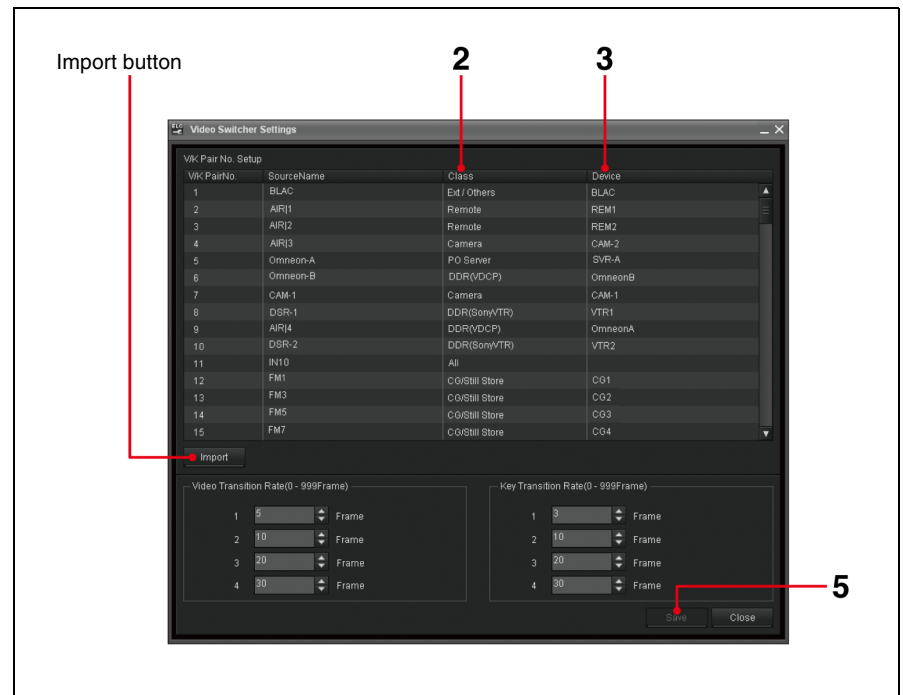 Import button 2 3
ELC Video Switcher Settings
V/K Pair No. Setup
V/K PairNo. SourceName Class Device
1 BLAC Ext / Others BLAC
2 AIR|1 Remote REM1
3 AIR|2 Remote REM2
4 AIR|3 Camera CAM-2
5 Omneon-A PO Server SVR-A
6 Omneon-B DDR(VDCP) OmneonB
7 CAM-1 Camera CAM-1
8 DSR-1 DDR(SonyVTR) VTR1
9 AIR|4 DDR(VDCP) OmneonA
10 DSR-2 DDR(SonyVTR) VTR2
11 IN10 All
12 FM1 CG/Still Store CG1
13 FM3 CG/Still Store CG2
14 FM5 CG/Still Store CG3
15 FM7 CG/Still Store CG4
Import
Video Transition Rate(0 - 999Frame) Key Transition Rate(0 - 999Frame)
1 5 Frame 1 3 Frame
2 10 Frame 2 10 Frame
3 20 Frame 3 20 Frame
4 30 Frame 4 30 Frame
5
Save Close